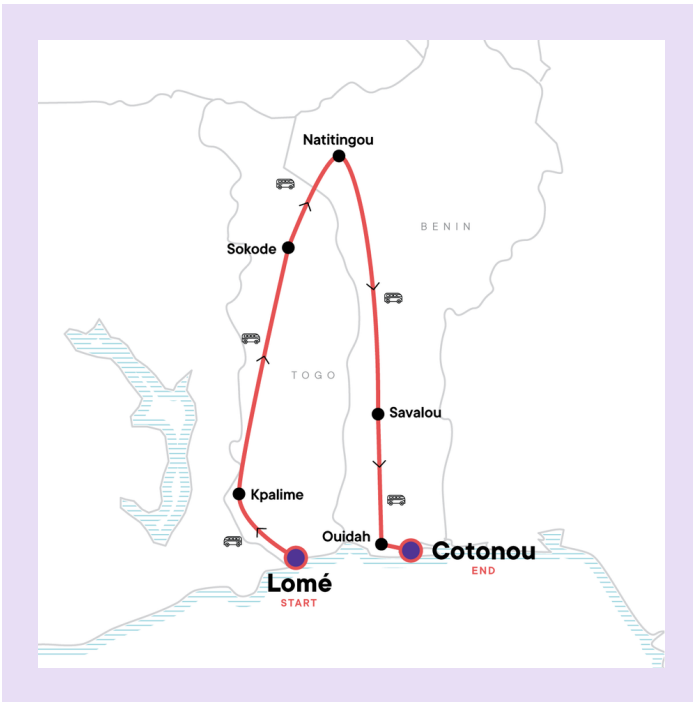 Natitingou
BENIN
Sokode
TOGO
Savalou
Kpalime
Ouidah
Cotonou
END
Lomé
START